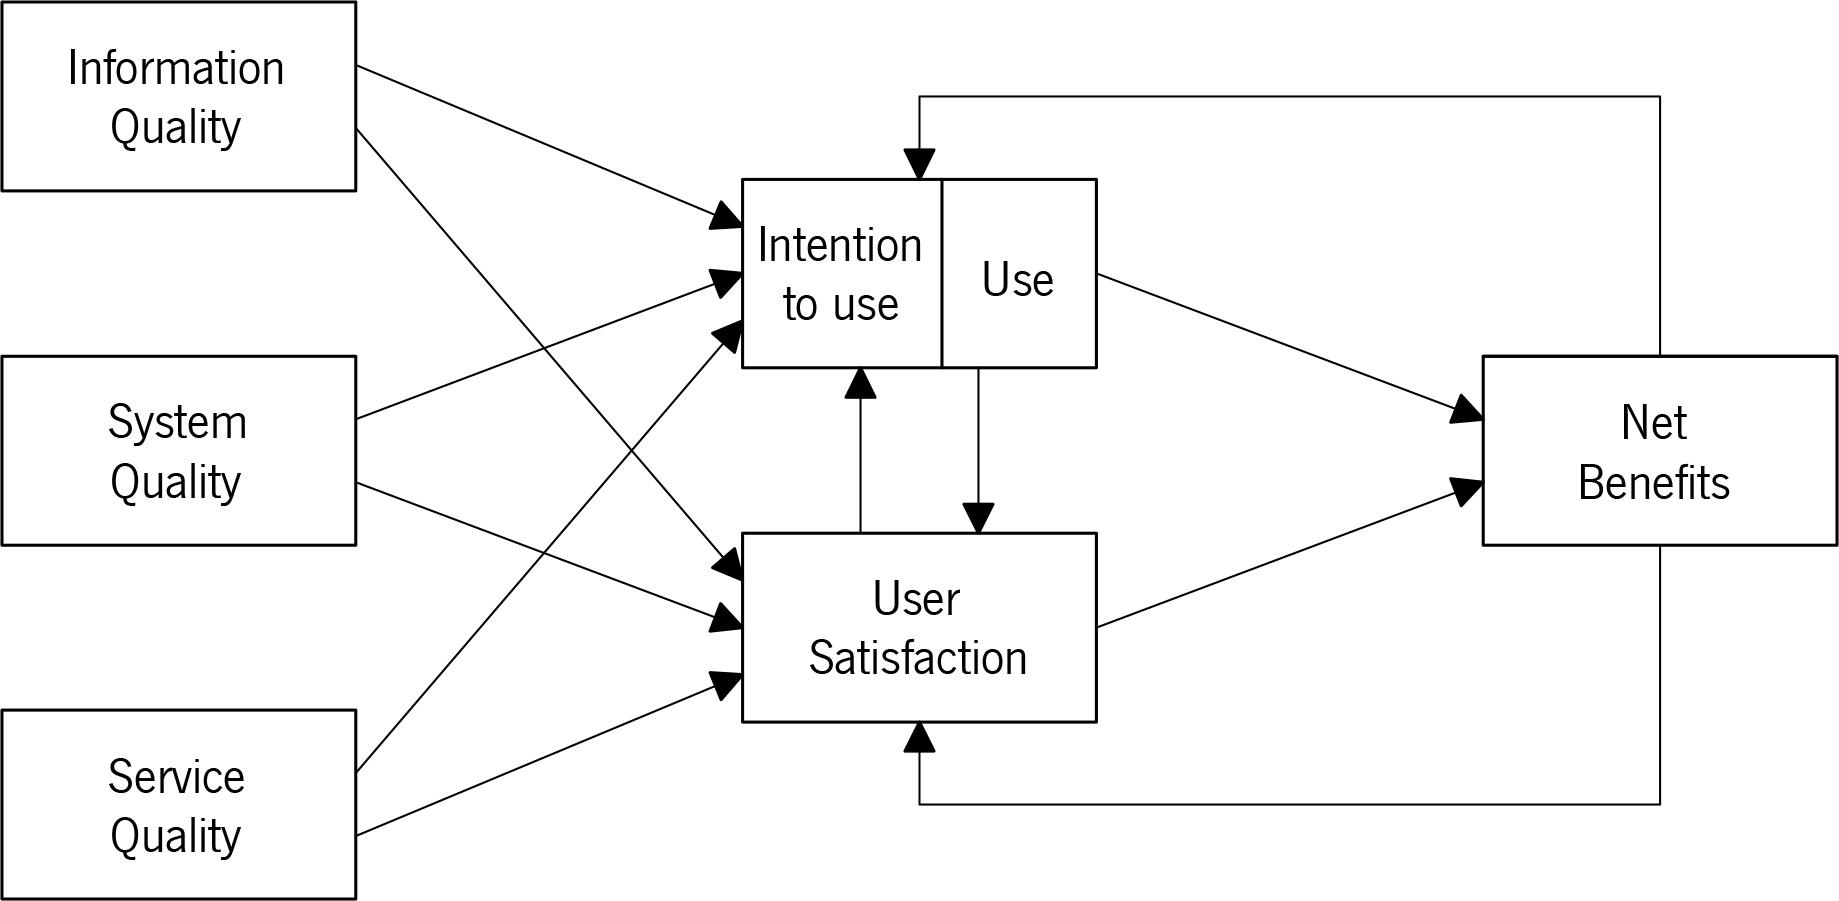 Information
Quality
System
Quality
Service
Quality
Intention
to use
Use
User
Satisfaction
Net
Benefits